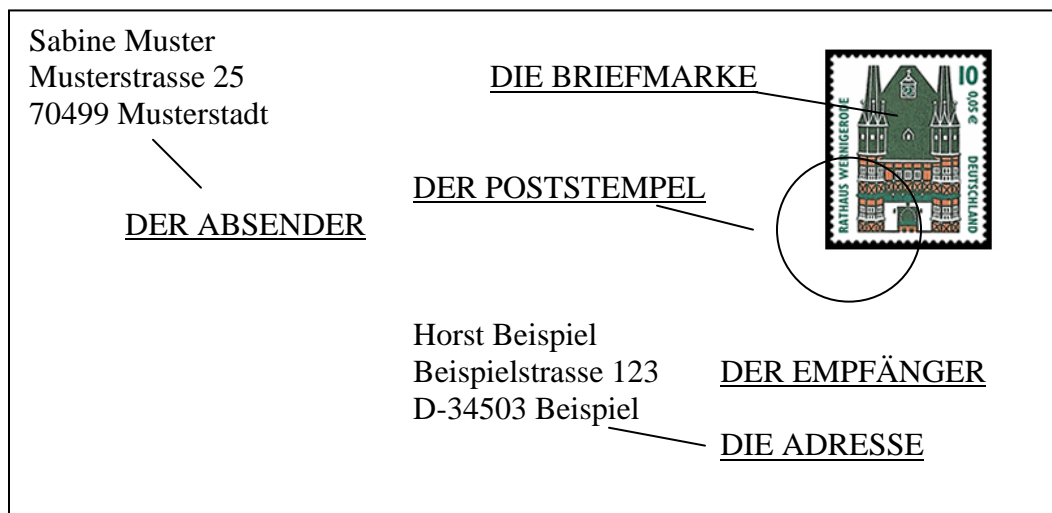 Sabine Muster
Musterstrasse 25
70499 Musterstadt
DIE BRIEFMARKE
10
0,05 €
RATHAUS WERNIGERODE
DEUTSCHLAND
DER POSTSTEMPEL
DER ABSENDER
Horst Beispiel
Beispielstrasse 123
DER EMPFÄNGER
D-34503 Beispiel
DIE ADRESSE